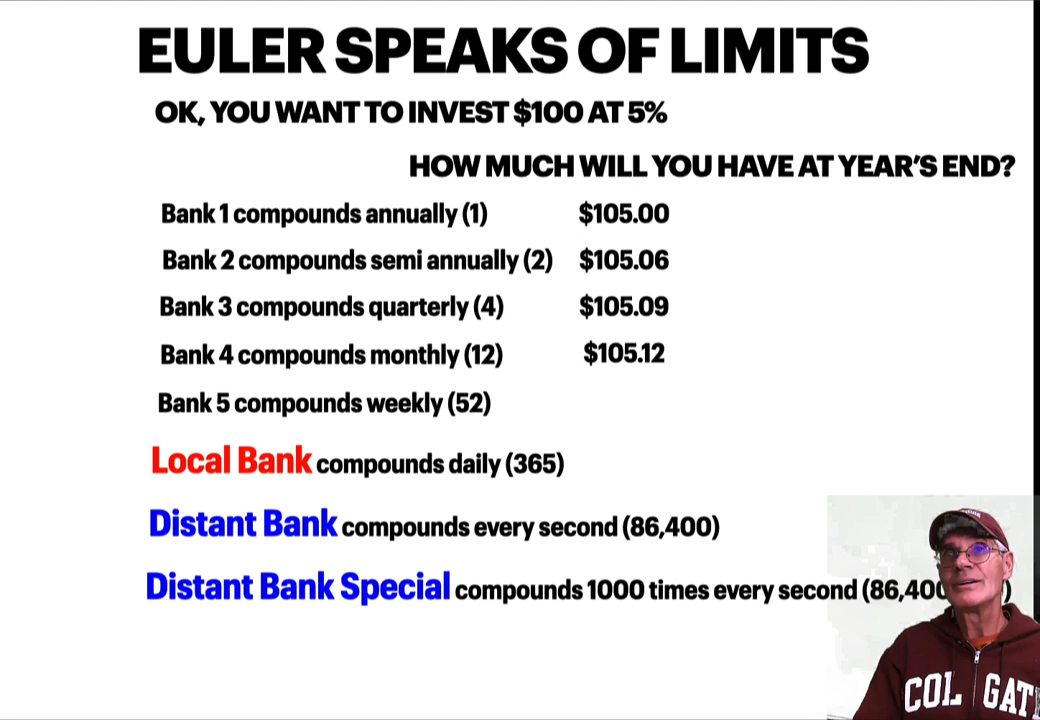 EULER SPEAKS OF LIMITS
OK, YOU WANT TO INVEST $100 AT 5%
HOW MUCH WILL YOU HAVE AT YEAR'S END?
Bank 1 compounds annually (1) $105.00
Bank 2 compounds semi annually (2) $105.06
Bank 3 compounds quarterly (4) $105.09
Bank 4 compounds monthly (12) $105.12
Bank 5 compounds weekly (52)
Local Bank compounds daily (365)
Distant Bank compounds every second (86,400)
Distant Bank Special compounds 1000 times every second
COL GAT